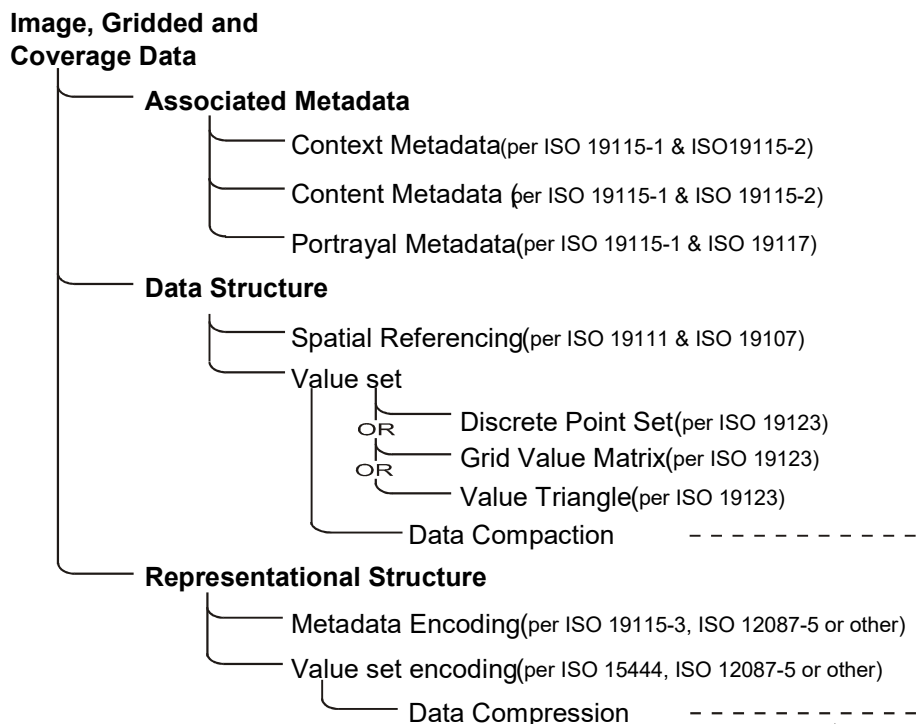 Image, Gridded and
Coverage Data
Associated Metadata
Context Metadata(per ISO 19115-1 & ISO19115-2)
Content Metadata (per ISO 19115-1 & ISO 19115-2)
Portrayal Metadata(per ISO 19115-1 & ISO 19117)
Data Structure
Spatial Referencing(per ISO 19111 & ISO 19107)
Value set
Discrete Point Set(per ISO 19123)
OR
Grid Value Matrix(per ISO 19123)
OR
Value Triangle(per ISO 19123)
Data Compaction
Representational Structure
Metadata Encoding(per ISO 19115-3, ISO 12087-5 or other)
Value set encoding(per ISO 15444, ISO 12087-5 or other)
Data Compression